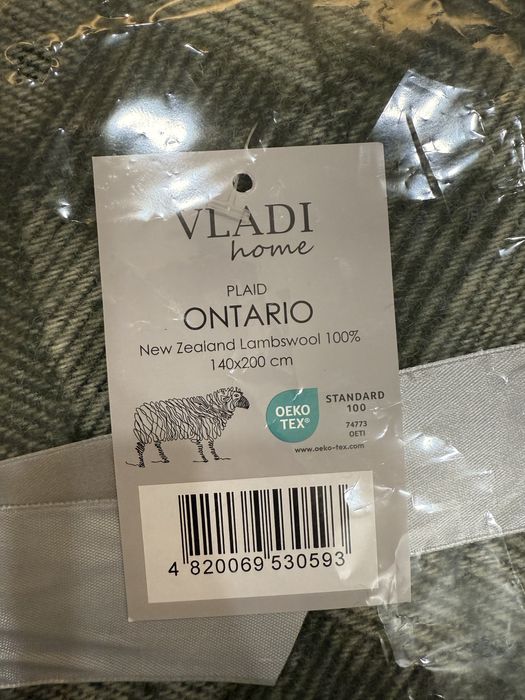 VLADI
home
PLAID
ONTARIO
New Zealand Lambswool 100%
140x200 cm
OEKO
TEX®
STANDARD
100
74773
OETI
www.oeko-tex.com
4 820069 530593